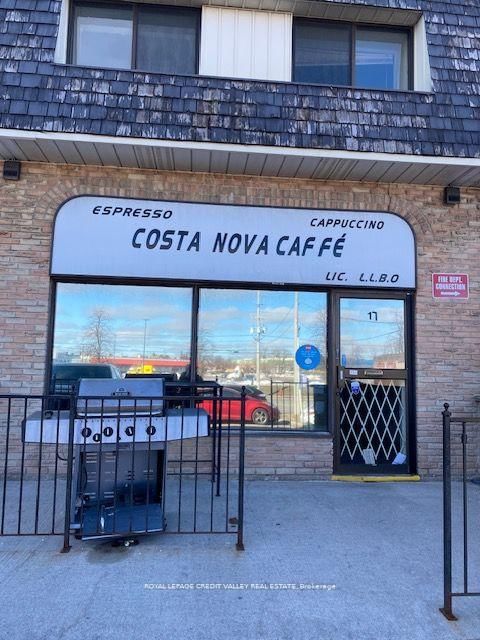 ESPRESSO
CAPPUCCINO
COSTA NOVA CAFFÉ
LIC. L.L.B.O
FIRE DEPT.
CONNECTION
17
ROYAL LEPAGE CREDIT VALLEY REAL ESTATE, Brokerage